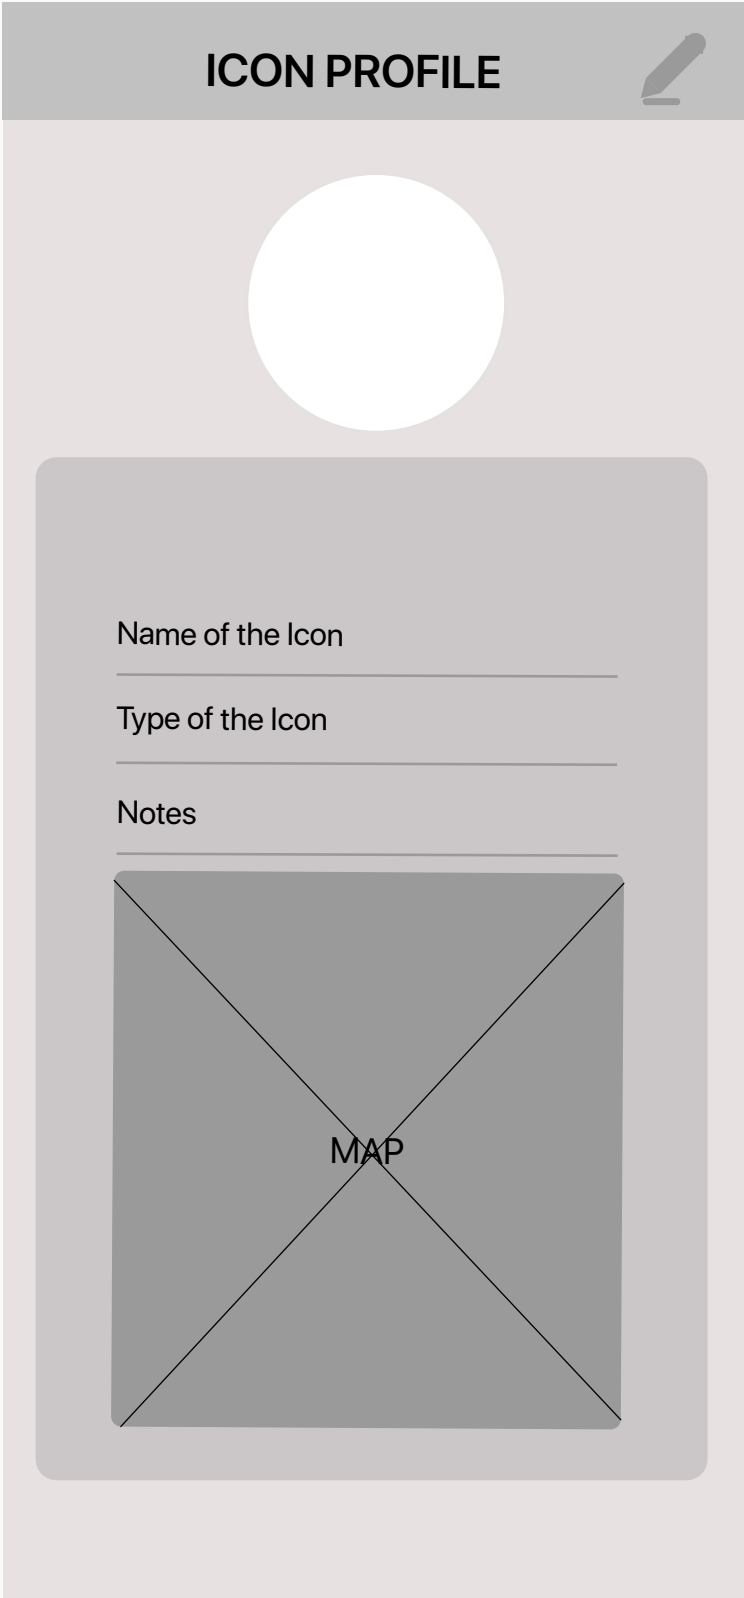 ICON PROFILE
Name of the Icon
Type of the Icon
Notes
MAP